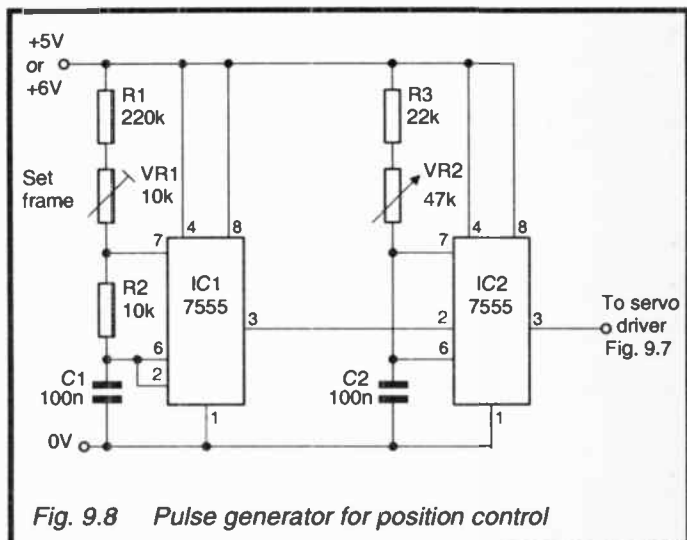 +5V
or
+6V
R1
220k
Set
frame
VR1
10k
R2
10k
C1
100n
0V
7
6
2
4
8
IC1
7555
3
1
R3
22k
VR2
47k
C2
100n
7
2
6
4
8
IC2
7555
3
1
To servo
driver
Fig. 9.7
Fig. 9.8 Pulse generator for position control